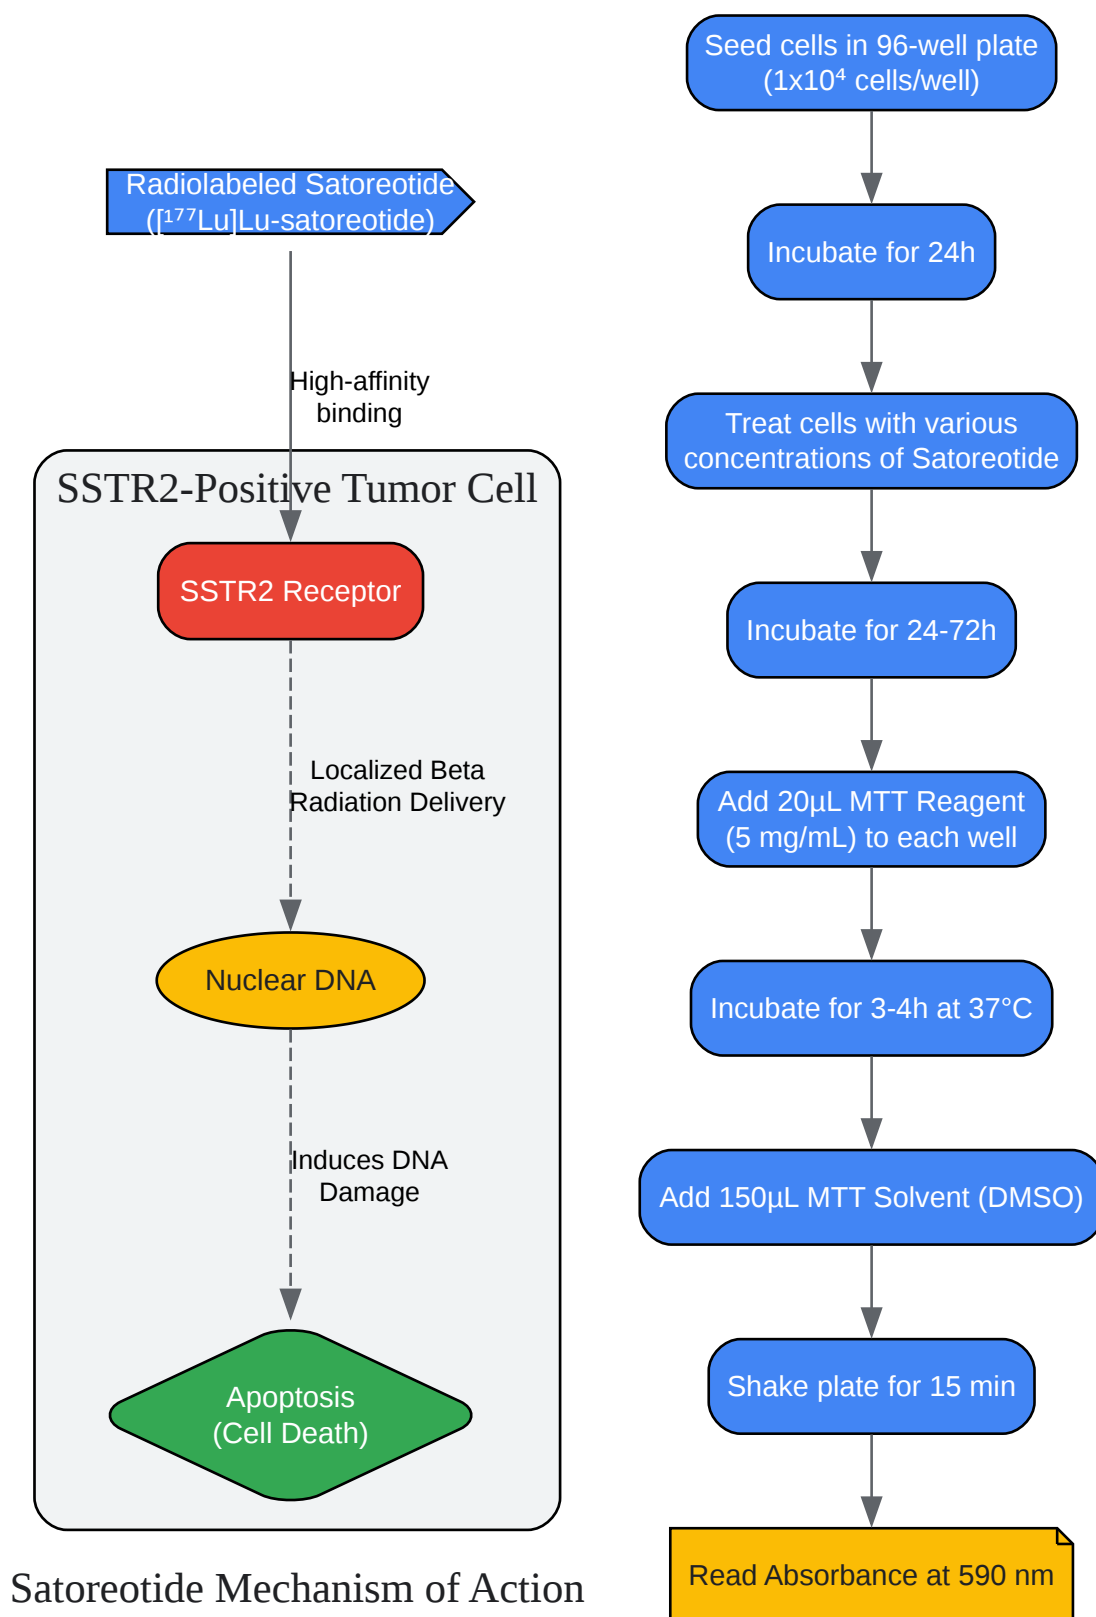 Radiolabeled Satoreotide
([¹⁷⁷Lu]Lu-satoreotide)
High-affinity
binding
SSTR2-Positive Tumor Cell
SSTR2 Receptor
Localized Beta
Radiation Delivery
Nuclear DNA
Induces DNA
Damage
Apoptosis
(Cell Death)
Satoreotide Mechanism of Action
Seed cells in 96-well plate
(1x10⁴ cells/well)
Incubate for 24h
Treat cells with various
concentrations of Satoreotide
Incubate for 24-72h
Add 20µL MTT Reagent
(5 mg/mL) to each well
Incubate for 3-4h at 37°C
Add 150µL MTT Solvent (DMSO)
Shake plate for 15 min
Read Absorbance at 590 nm